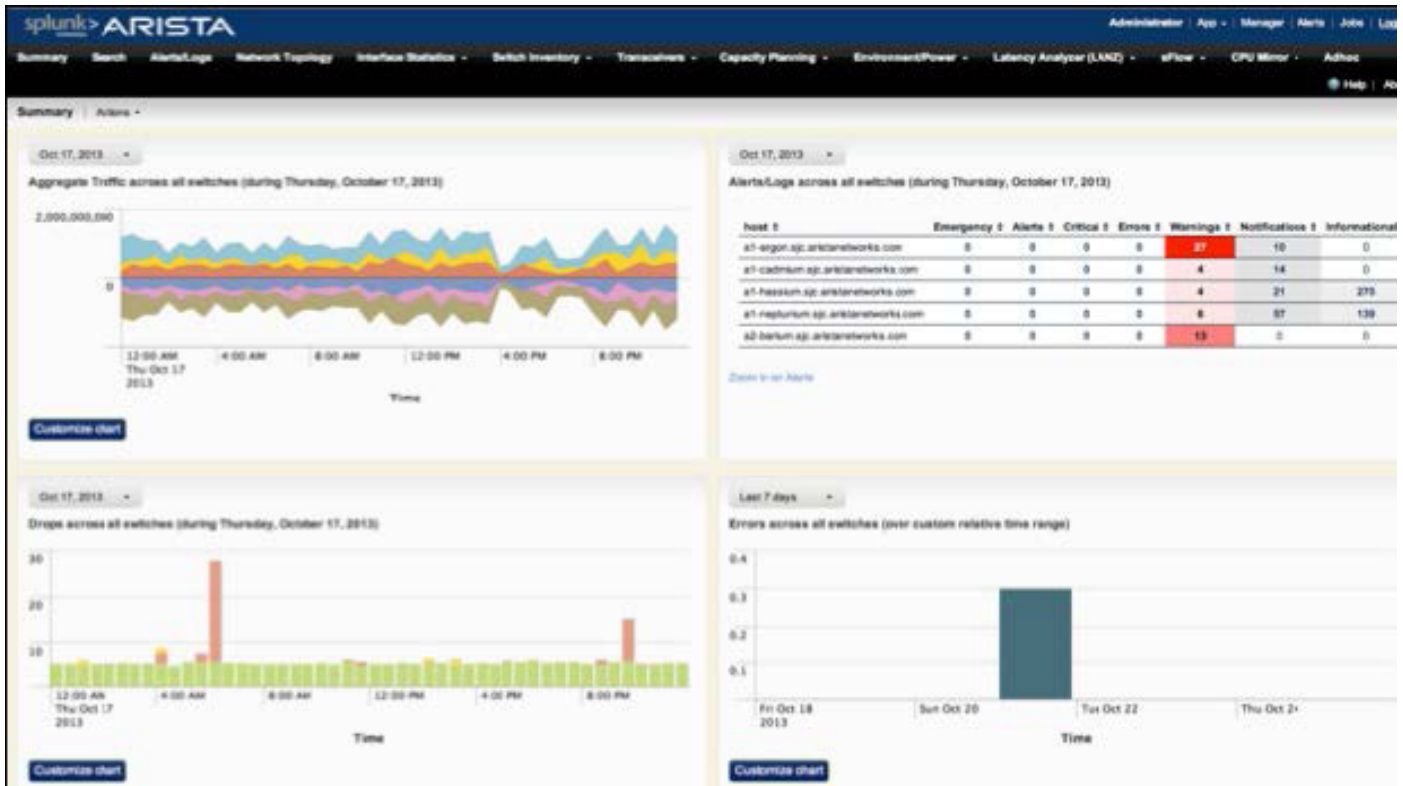 splunk> ARISTA
Administrator | App | Manager | Alerts | Jobs | Log
Summary Search Alerts/Logs Network Topology Interface Statistics Switch Inventory Transceivers Capacity Planning Environment/Power Latency Analyzer (LANZ) sFlow CPU Mirror Adhoc
Help | Ab
Summary | Actions
Oct 17, 2013
Aggregate Traffic across all switches (during Thursday, October 17, 2013)
2,000,000,000
0
12:00 AM 4:00 AM 8:00 AM 12:00 PM 4:00 PM 8:00 PM
Thu Oct 17
2013
Time
Customize chart
Oct 17, 2013
Alerts/Logs across all switches (during Thursday, October 17, 2013)
host Emergency Alerts Critical Errors Warnings Notifications Informational
a1-argon.sjc.aristanetworks.com 0 0 0 0 27 10 0
a1-cadmium.sjc.aristanetworks.com 0 0 0 0 4 14 0
a1-hassium.sjc.aristanetworks.com 0 0 0 0 4 21 270
a1-neptunium.sjc.aristanetworks.com 0 0 0 0 6 57 139
a2-barium.sjc.aristanetworks.com 0 0 0 0 13 0 0
Zoom in on Alerts
Oct 17, 2013
Drops across all switches (during Thursday, October 17, 2013)
30
20
10
12:00 AM 4:00 AM 8:00 AM 12:00 PM 4:00 PM 8:00 PM
Thu Oct 17
2013
Time
Customize chart
Last 7 days
Errors across all switches (over custom relative time range)
0.4
0.3
0.2
0.1
Fri Oct 18 Sun Oct 20 Tue Oct 22 Thu Oct 24
2013
Time
Customize chart